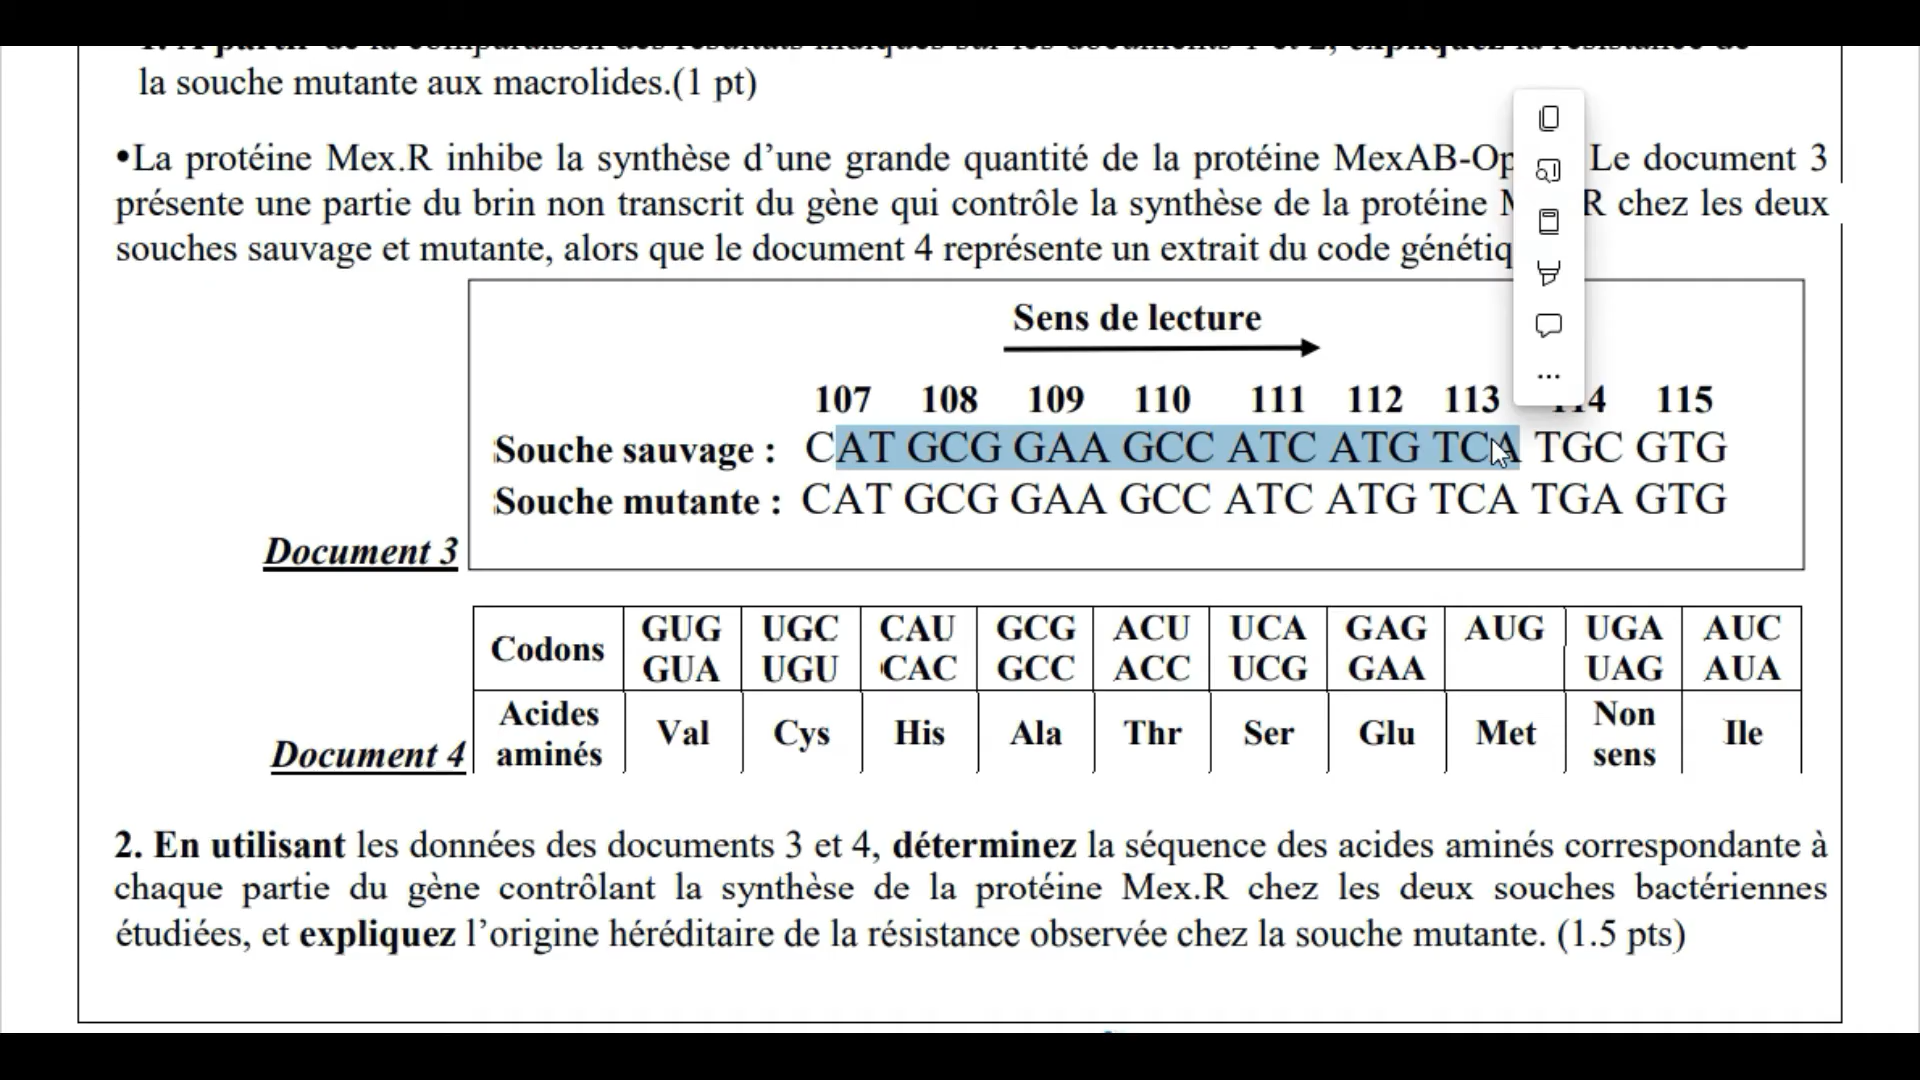 la souche mutante aux macrolides.(1 pt)
•La protéine Mex.R inhibe la synthèse d’une grande quantité de la protéine MexAB-Op Le document 3
présente une partie du brin non transcrit du gène qui contrôle la synthèse de la protéine R chez les deux
souches sauvage et mutante, alors que le document 4 représente un extrait du code génétiq
Sens de lecture
107 108 109 110 111 112 113 114 115
Souche sauvage : CAT GCG GAA GCC ATC ATG TCA TGC GTG
Souche mutante : CAT GCG GAA GCC ATC ATG TCA TGA GTG
Document 3
Codons
GUG UGC CAU GCG ACU UCA GAG AUG UGA AUC
GUA UGU CAC GCC ACC UCG GAA UAG AUA
Acides aminés
Val Cys His Ala Thr Ser Glu Met Non sens Ile
Document 4
2. En utilisant les données des documents 3 et 4, déterminez la séquence des acides aminés correspondante à
chaque partie du gène contrôlant la synthèse de la protéine Mex.R chez les deux souches bactériennes
étudiées, et expliquez l’origine héréditaire de la résistance observée chez la souche mutante. (1.5 pts)